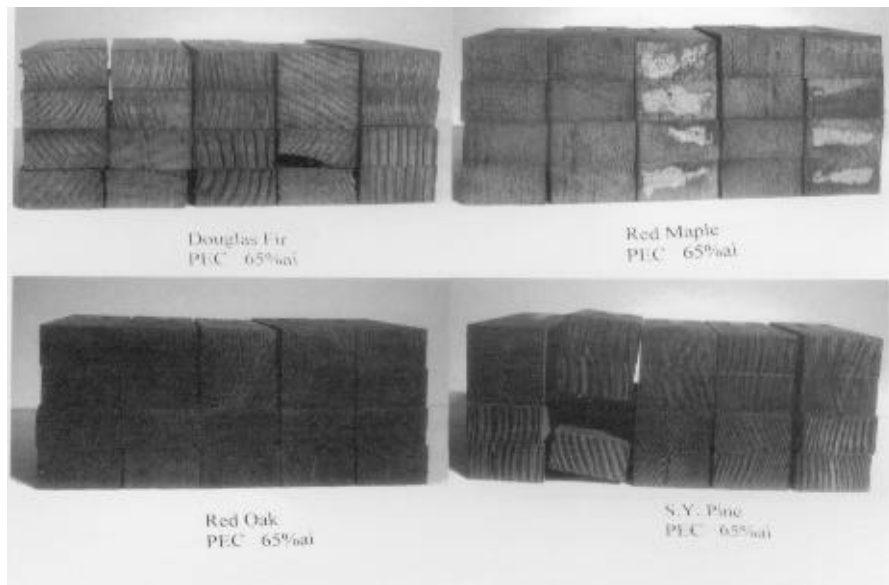 Douglas Fir
PEC 65%ai
Red Maple
PEC 65%ai
Red Oak
PEC 65%ai
S.Y. Pine
PEC 65%ai